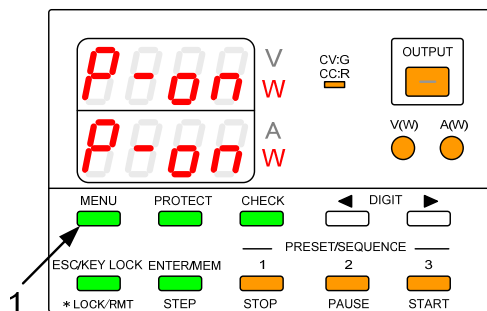 P-on V W
CV:G
CC:R
OUTPUT
P-on A W
V(W) A(W)
MENU PROTECT CHECK ◄ DIGIT ►
PRESET/SEQUENCE
ESC/KEY LOCK ENTER/MEM 1 2 3
1 * LOCK/RMT STEP STOP PAUSE START